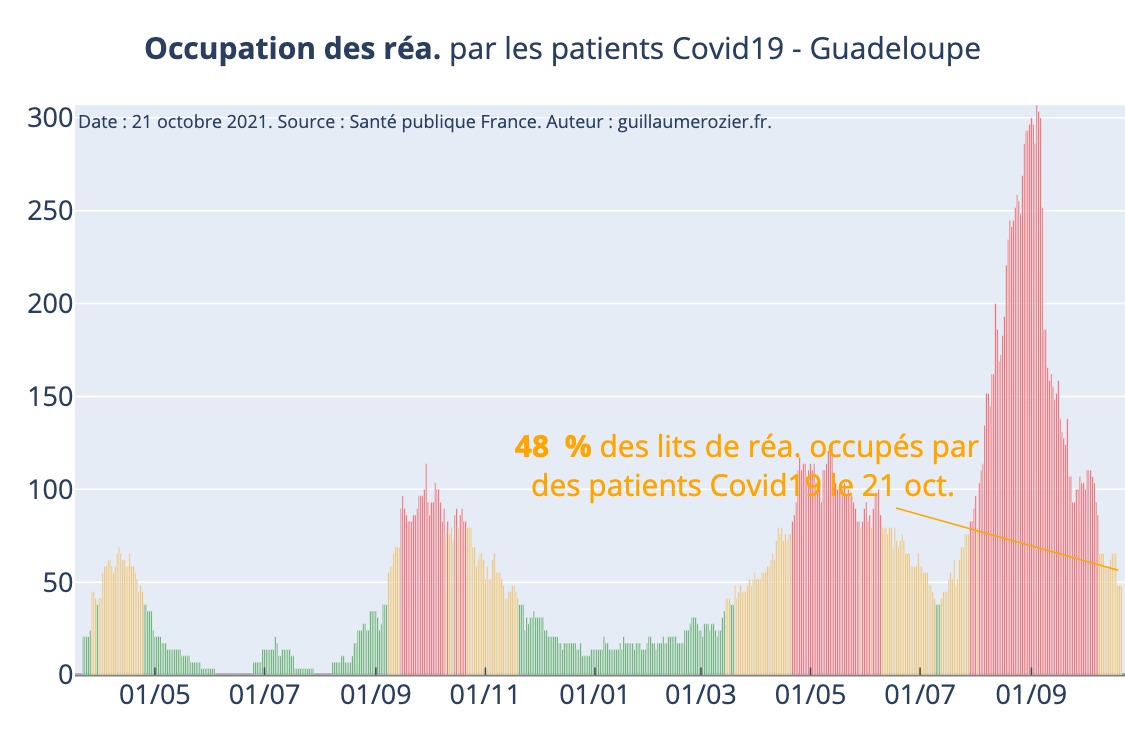 Occupation des réa. par les patients Covid19 - Guadeloupe
Date : 21 octobre 2021. Source : Santé publique France. Auteur : guillaumerozier.fr.
300
250
200
150
100
50
0
48 % des lits de réa. occupés par
des patients Covid19 le 21 oct.
01/05 01/07 01/09 01/11 01/01 01/03 01/05 01/07 01/09